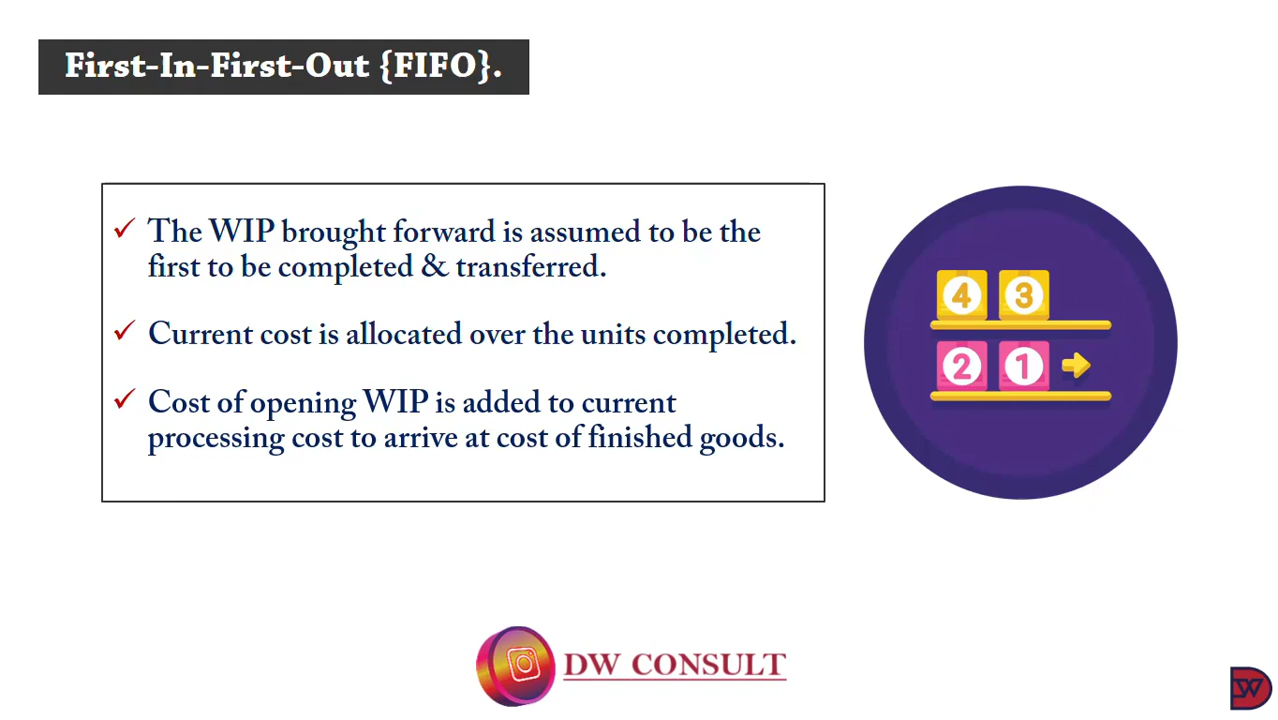 First-In-First-Out {FIFO}.
The WIP brought forward is assumed to be the
first to be completed & transferred.
Current cost is allocated over the units completed.
Cost of opening WIP is added to current
processing cost to arrive at cost of finished goods.
4 3
2 1
DW CONSULT
DW